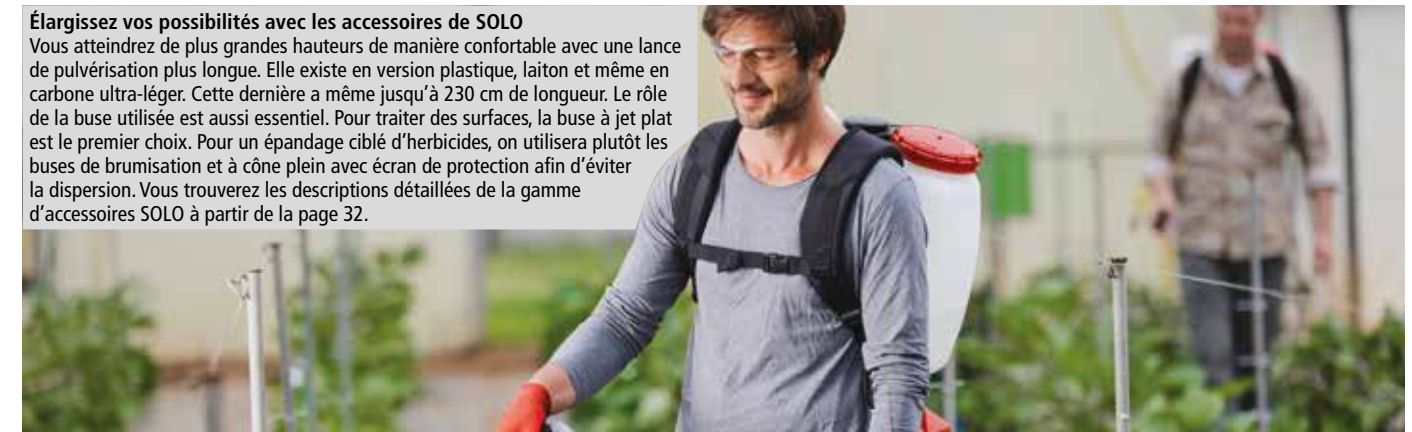 Élargissez vos possibilités avec les accessoires de SOLO
Vous atteindrez de plus grandes hauteurs de manière confortable avec une lance
de pulvérisation plus longue. Elle existe en version plastique, laiton et même en
carbone ultra-léger. Cette dernière a même jusqu’à 230 cm de longueur. Le rôle
de la buse utilisée est aussi essentiel. Pour traiter des surfaces, la buse à jet plat
est le premier choix. Pour un épandage ciblé d’herbicides, on utilisera plutôt les
buses de brumisation et à cône plein avec écran de protection afin d’éviter
la dispersion. Vous trouverez les descriptions détaillées de la gamme
d’accessoires SOLO à partir de la page 32.